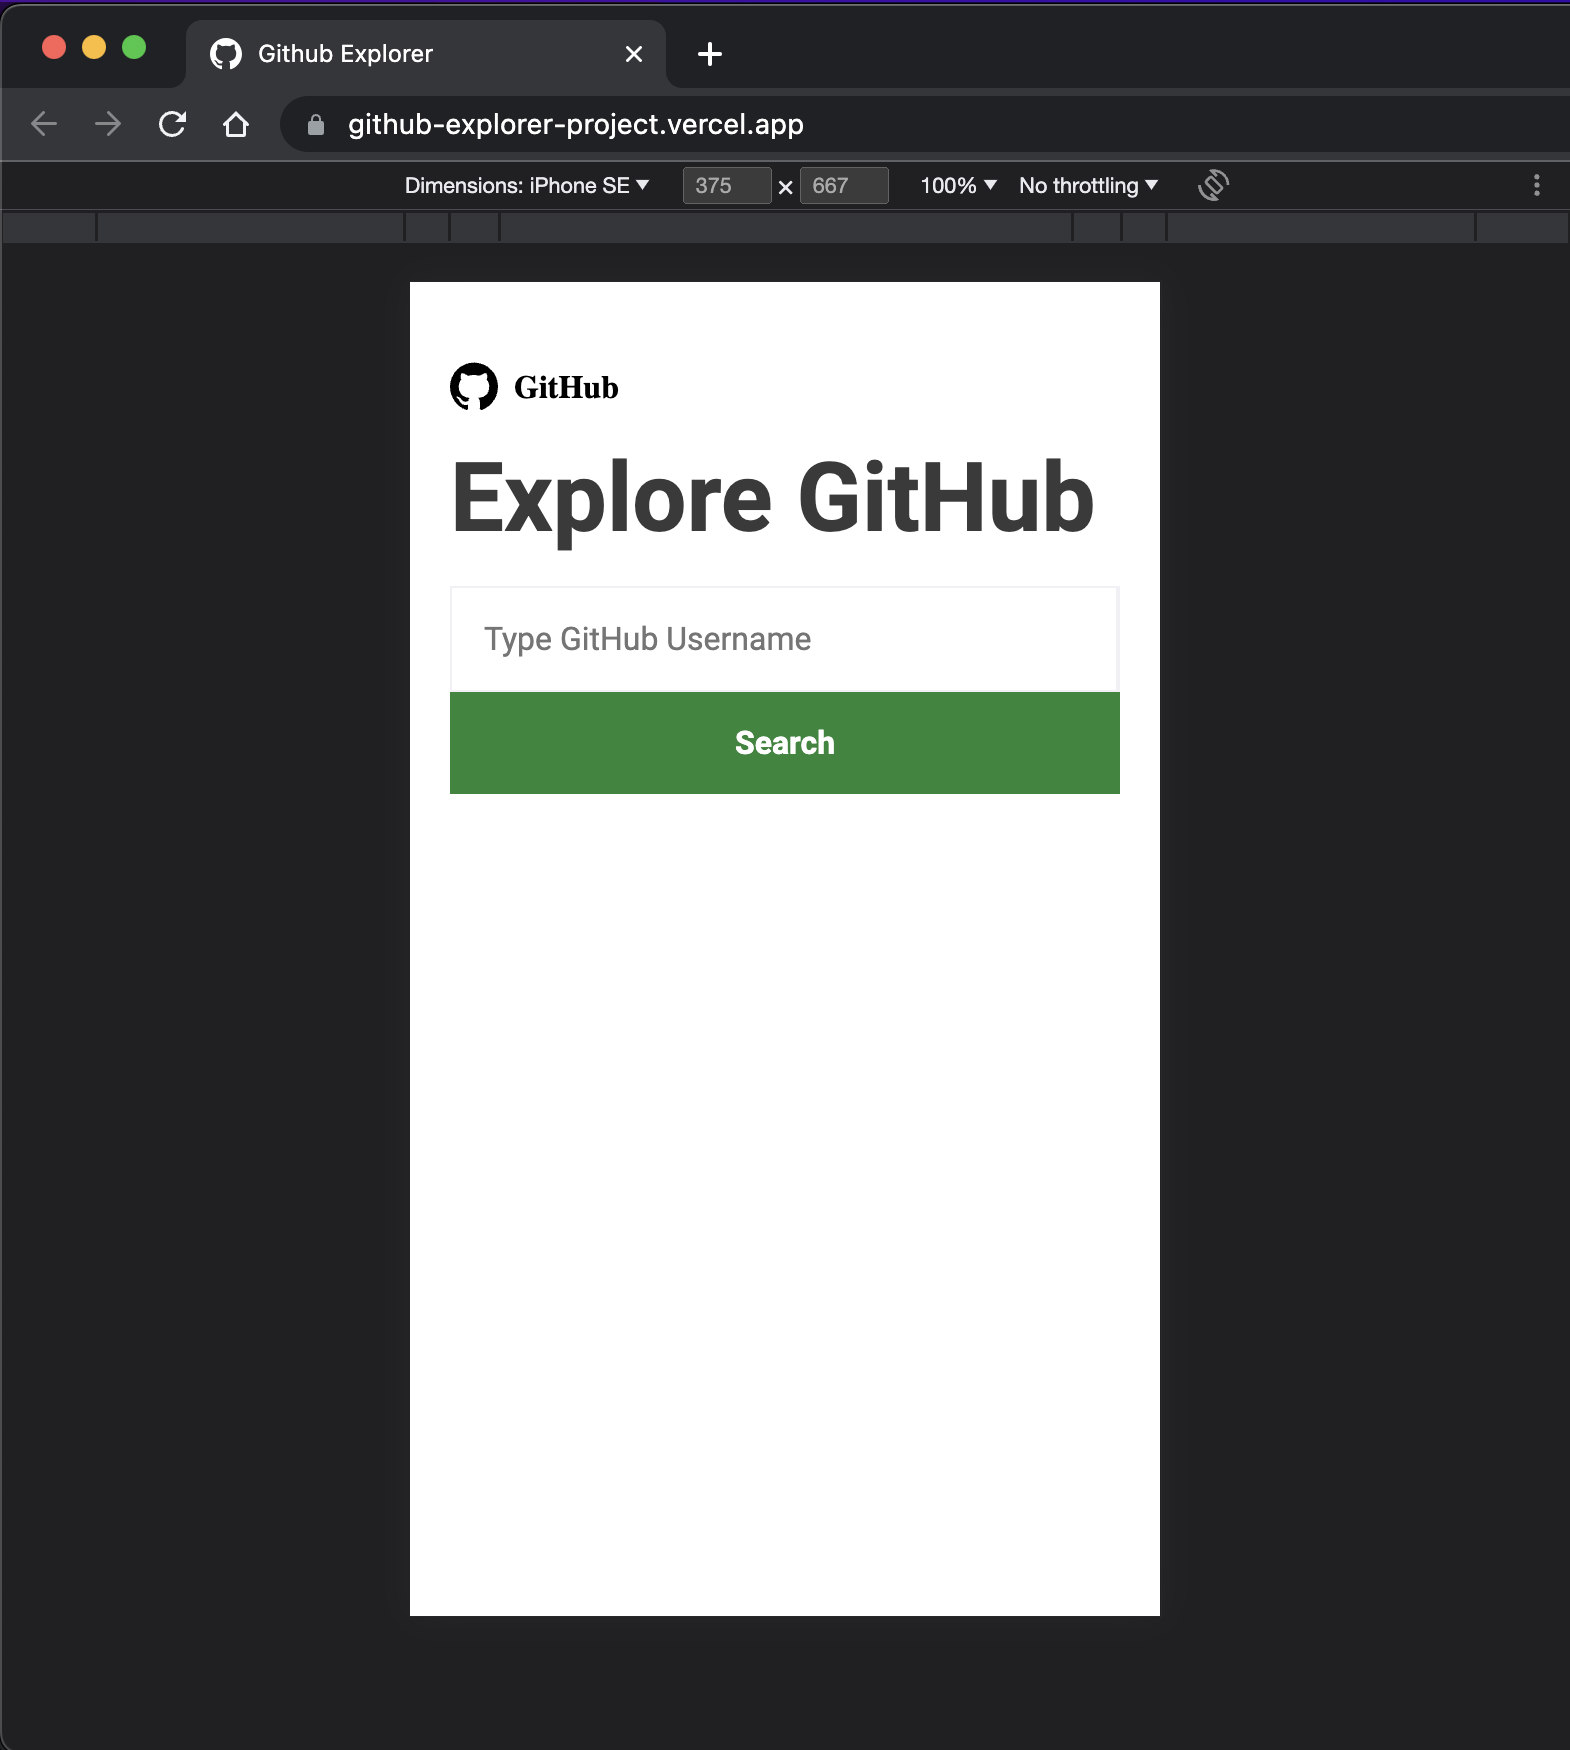 Github Explorer
github-explorer-project.vercel.app
Dimensions: iPhone SE 375 × 667 100% No throttling
GitHub
Explore GitHub
Type GitHub Username
Search